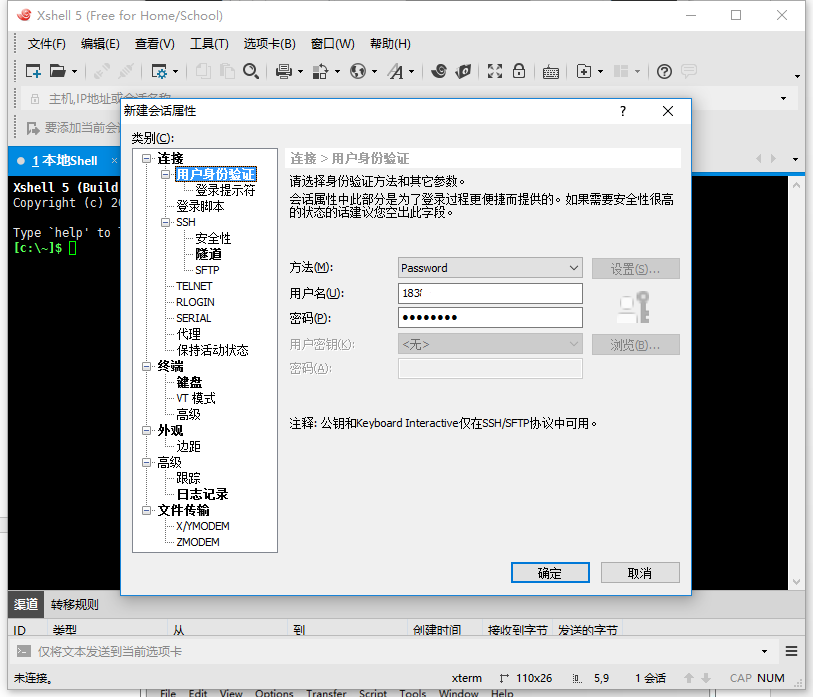 Xshell 5 (Free for Home/School)
文件(F) 编辑(E) 查看(V) 工具(T) 选项卡(B) 窗口(W) 帮助(H)
主机,IP地址或会话名称
新建会话属性 ?
要添加当前会
类别(C):
1 本地Shell
连接
用户身份验证
登录提示符
登录脚本
SSH
安全性
隧道
SFTP
TELNET
RLOGIN
SERIAL
代理
保持活动状态
终端
键盘
VT 模式
高级
外观
边距
高级
跟踪
日志记录
文件传输
X/YMODEM
ZMODEM
连接 > 用户身份验证
请选择身份验证方法和其它参数。
会话属性中此部分是为了登录过程更便捷而提供的。如果需要安全性很高
的状态的话建议您空出此字段。
方法(M): Password 设置(S)...
用户名(U): 183
密码(P): ●●●●●●●●
用户密钥(K): <无> 浏览(B)...
密码(A):
注释: 公钥和Keyboard Interactive仅在SSH/SFTP协议中可用。
确定 取消
Xshell 5 (Build
Copyright (c) 20
Type `help' to
[c:\~]$
渠道 转移规则
ID 类型 从 到 创建时间 接收到字节 发送的字节
仅将文本发送到当前选项卡
未连接。 xterm 110x26 5,9 1 会话 CAP NUM
File Edit View Options Transfer Script Tools Window Help